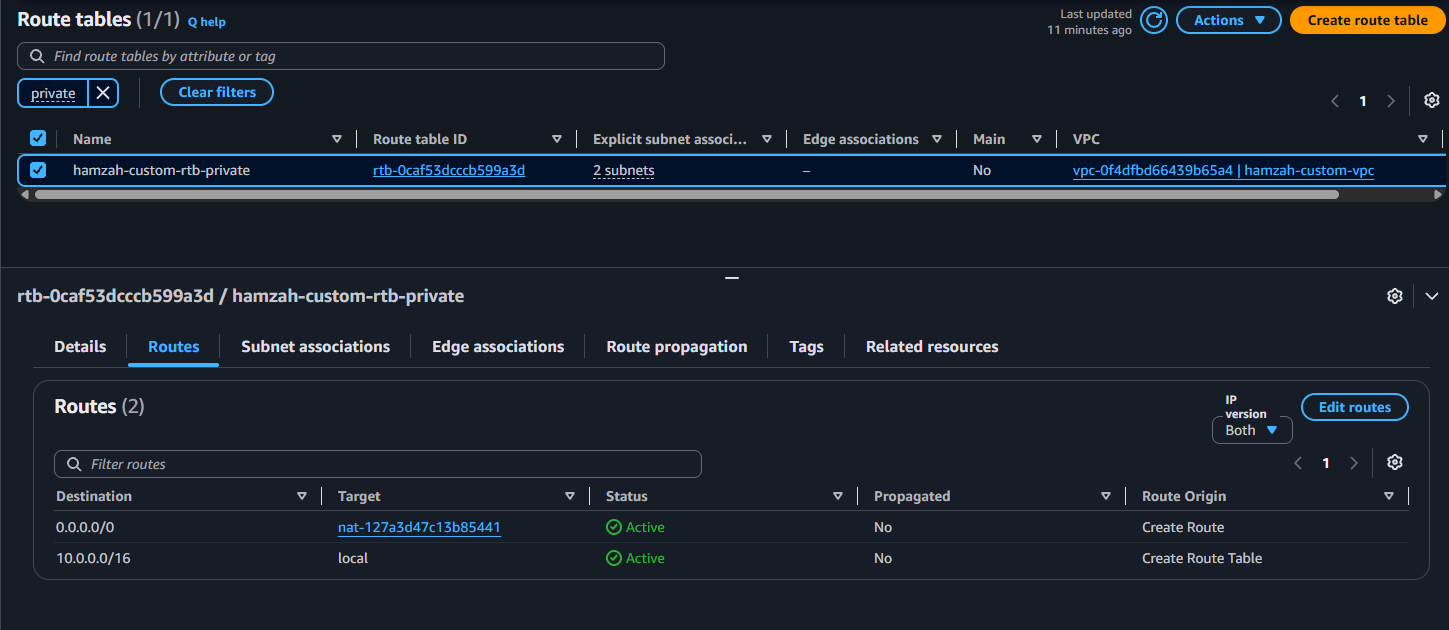 Route tables (1/1) Q help
Last updated
11 minutes ago
Actions
Create route table
Find route tables by attribute or tag
private
Clear filters
1
Name Route table ID Explicit subnet associ... Edge associations Main VPC
hamzah-custom-rtb-private rtb-0caf53dcccb599a3d 2 subnets – No vpc-0f4dfbd66439b65a4 | hamzah-custom-vpc
rtb-0caf53dcccb599a3d / hamzah-custom-rtb-private
Details Routes Subnet associations Edge associations Route propagation Tags Related resources
Routes (2)
IP
version
Both
Edit routes
Filter routes
1
Destination Target Status Propagated Route Origin
0.0.0.0/0 nat-127a3d47c13b85441 Active No Create Route
10.0.0.0/16 local Active No Create Route Table